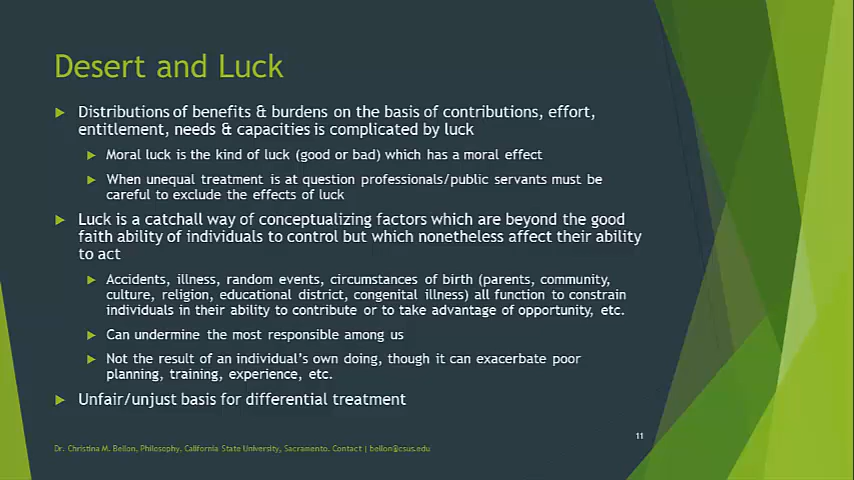 Desert and Luck
Distributions of benefits & burdens on the basis of contributions, effort,
entitlement, needs & capacities is complicated by luck
Moral luck is the kind of luck (good or bad) which has a moral effect
When unequal treatment is at question professionals/public servants must be
careful to exclude the effects of luck
Luck is a catchall way of conceptualizing factors which are beyond the good
faith ability of individuals to control but which nonetheless affect their ability
to act
Accidents, illness, random events, circumstances of birth (parents, community,
culture, religion, educational district, congenital illness) all function to constrain
individuals in their ability to contribute or to take advantage of opportunity, etc.
Can undermine the most responsible among us
Not the result of an individual's own doing, though it can exacerbate poor
planning, training, experience, etc.
Unfair/unjust basis for differential treatment
11
Dr. Christina M. Bellon, Philosophy. California State University, Sacramento. Contact | bellon@csus.edu